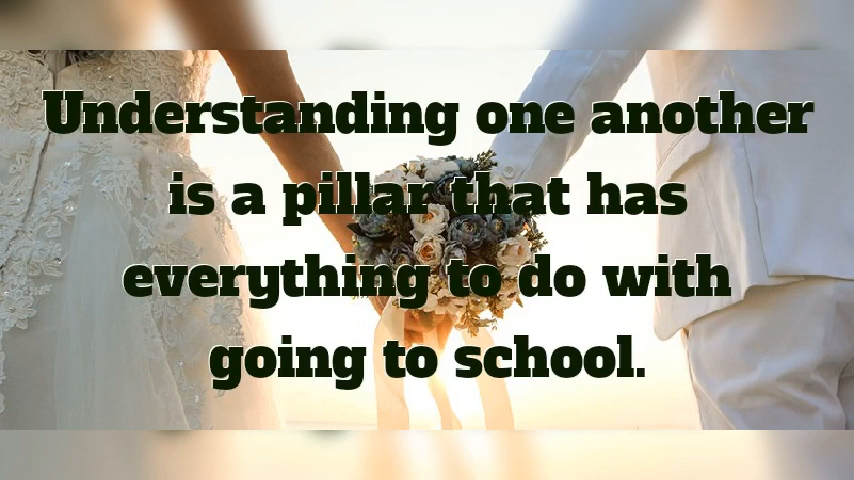 Understanding one another
is a pillar that has
everything to do with
going to school.